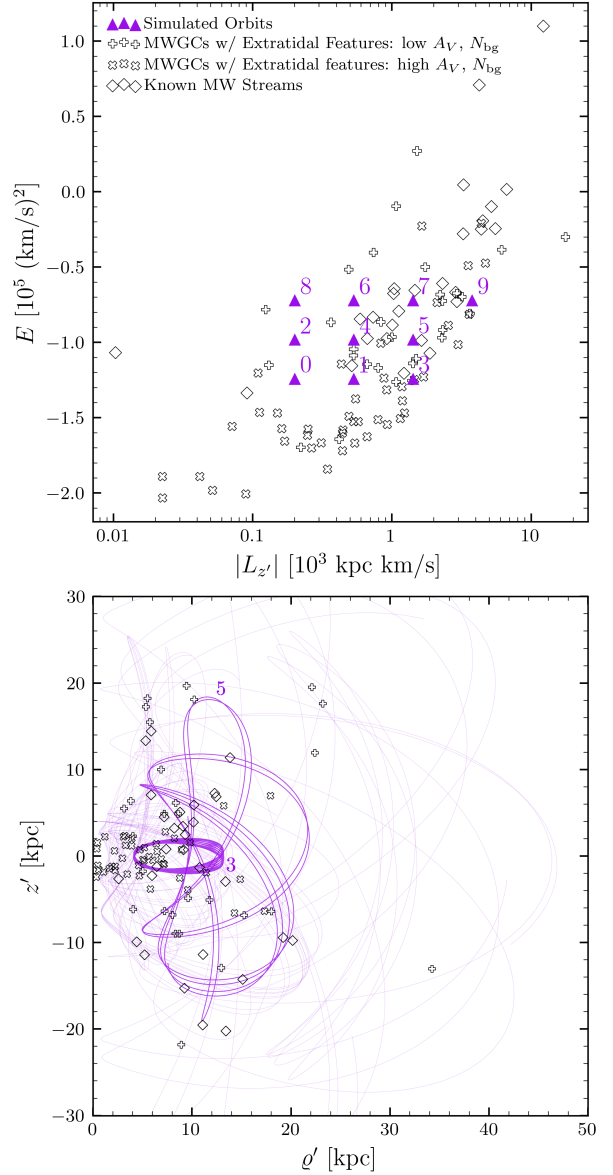 Simulated Orbits
MWGCs w/ Extratidal Features: low A_V, N_bg
MWGCs w/ Extratidal features: high A_V, N_bg
Known MW Streams
1.0
0.5
0.0
−0.5
−1.0
−1.5
−2.0
E [10^5 (km/s)^2]
8 6 7 9
2 4 5
0 1 3
0.01 0.1 1 10
|L_z′| [10^3 kpc km/s]
30
20
10
0
−10
−20
−30
z′ [kpc]
5
3
0 10 20 30 40 50
ϱ′ [kpc]